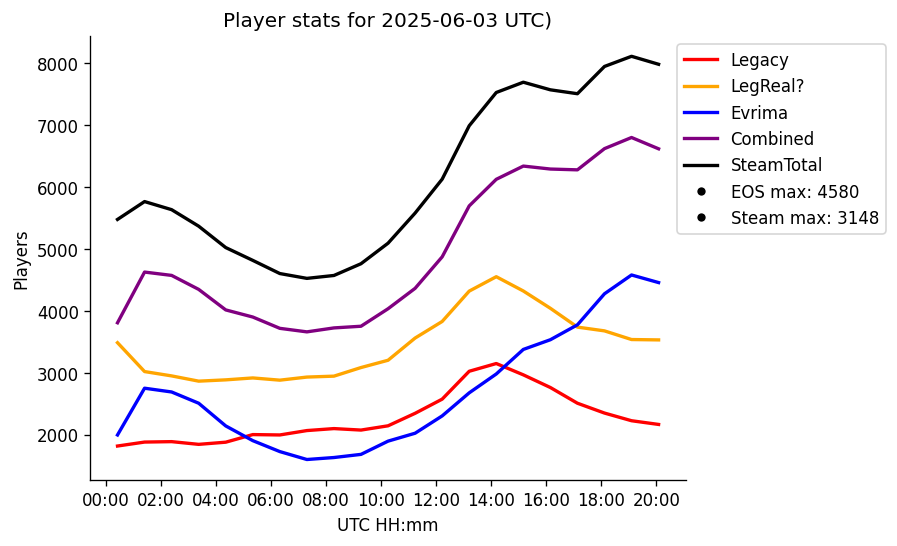 Player stats for 2025-06-03 UTC)
Players
8000
7000
6000
5000
4000
3000
2000
00:00 02:00 04:00 06:00 08:00 10:00 12:00 14:00 16:00 18:00 20:00
UTC HH:mm
Legacy
LegReal?
Evrima
Combined
SteamTotal
EOS max: 4580
Steam max: 3148